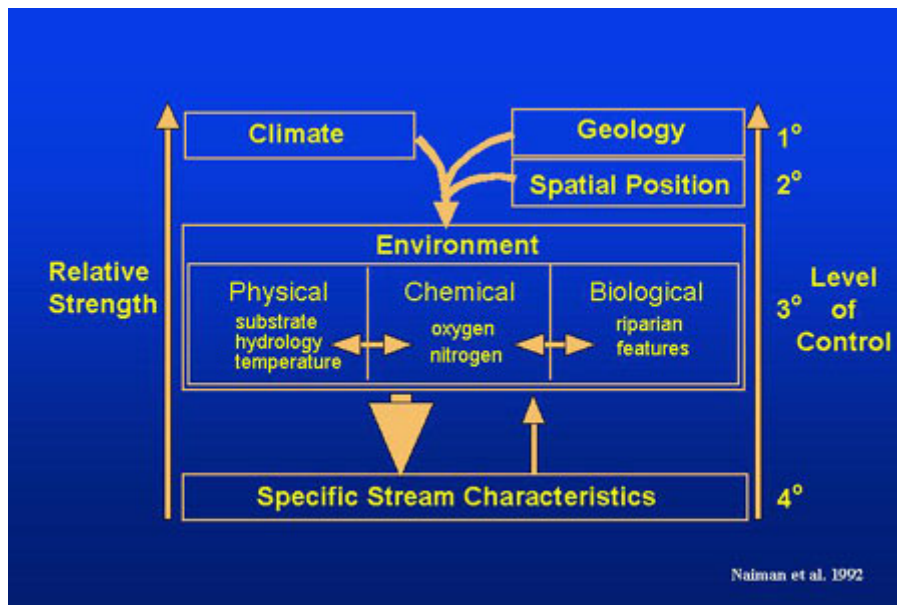 Climate
Geology
1°
Spatial Position
2°
Environment
Relative
Strength
Physical
substrate
hydrology
temperature
Chemical
oxygen
nitrogen
Biological
riparian
features
3°
Level
of
Control
Specific Stream Characteristics
4°
Naiman et al. 1992